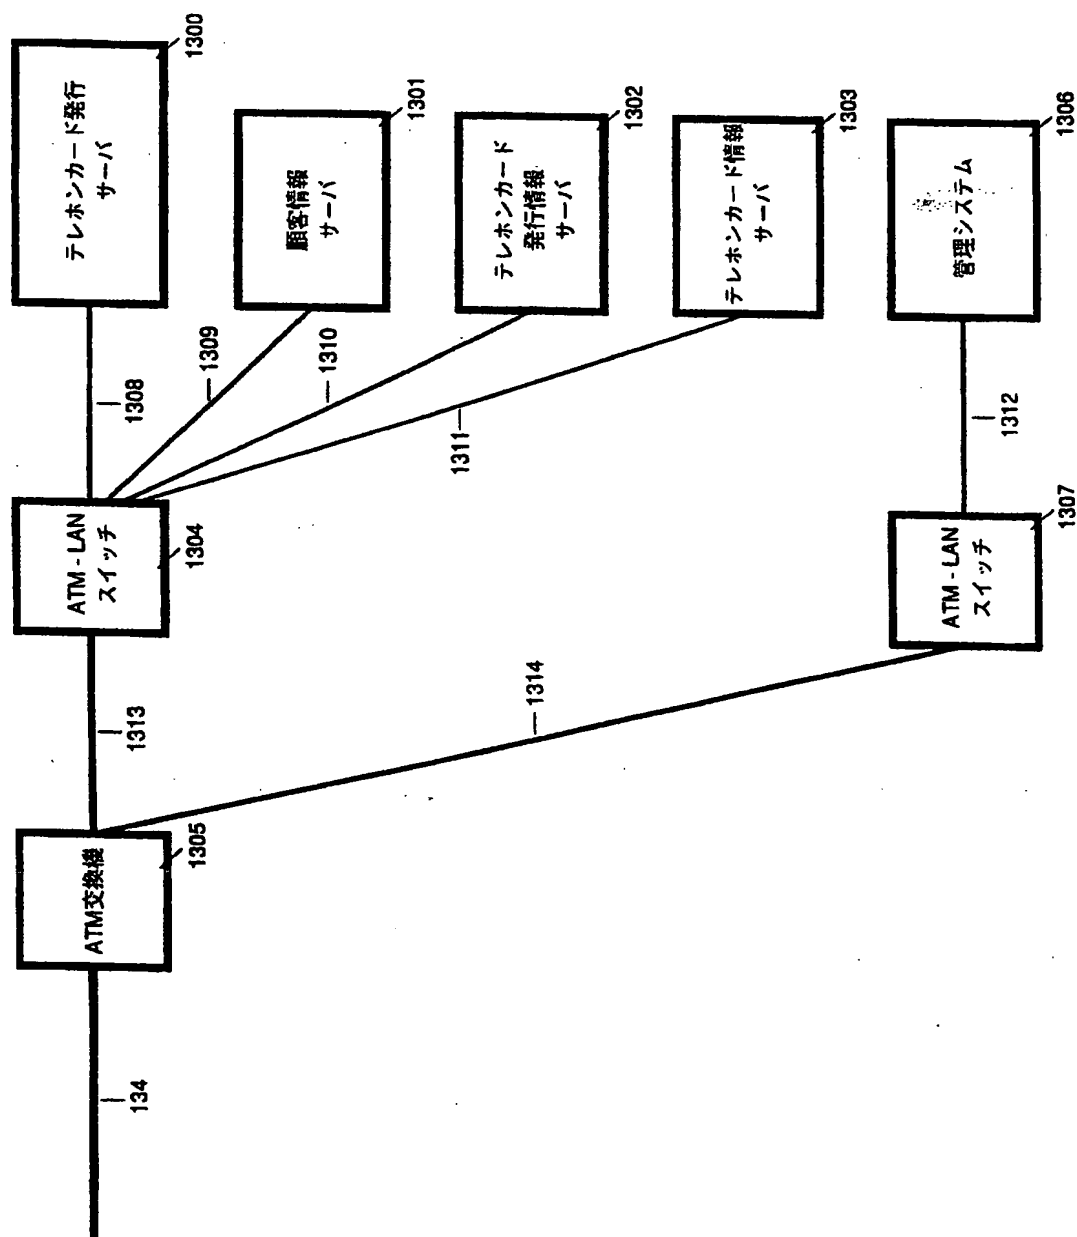 テレホンカード発行
サーバ
1300
顧客情報
サーバ
1301
テレホンカード
発行情報
サーバ
1302
テレホンカード情報
サーバ
1303
管理システム
1306
1308
1309
1310
1311
1312
ATM-LAN
スイッチ
1304
ATM-LAN
スイッチ
1307
1313
1314
ATM交換機
1305
134